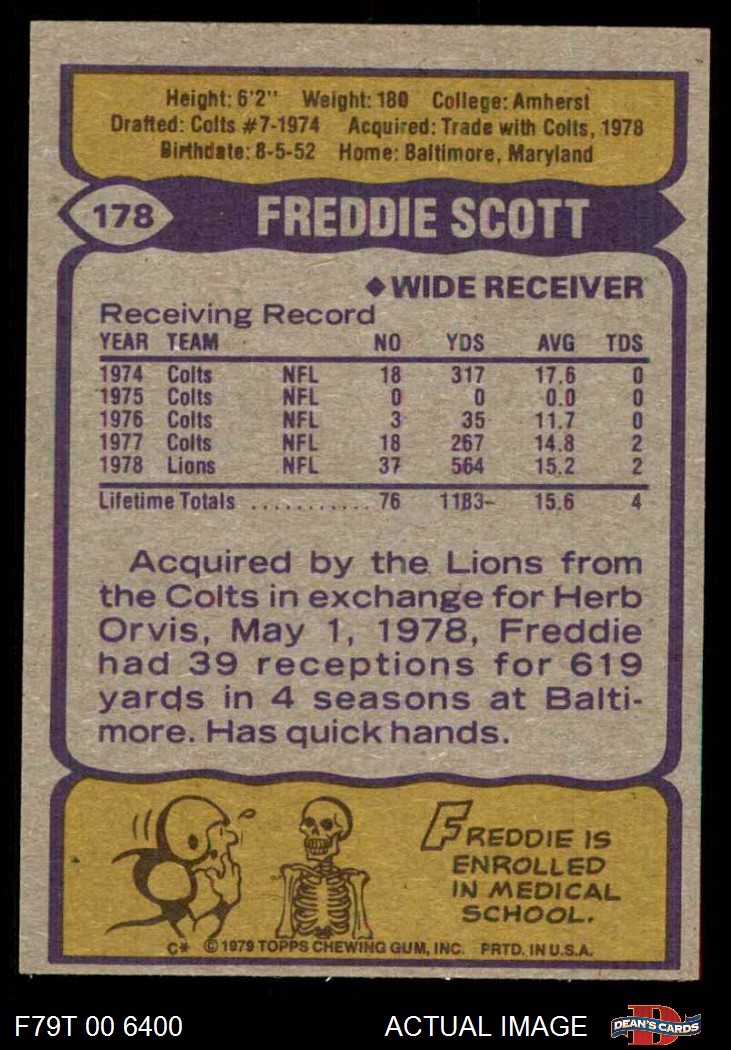 Height: 6'2" Weight: 180 College: Amherst
Drafted: Colts #7-1974 Acquired: Trade with Colts, 1978
Birthdate: 8-5-52 Home: Baltimore, Maryland
178 FREDDIE SCOTT
◆ WIDE RECEIVER
Receiving Record
YEAR TEAM NO YDS AVG TDS
1974 Colts NFL 18 317 17.6 0
1975 Colts NFL 0 0 0.0 0
1976 Colts NFL 3 35 11.7 0
1977 Colts NFL 18 267 14.8 2
1978 Lions NFL 37 564 15.2 2
Lifetime Totals ........... 76 1183- 15.6 4
Acquired by the Lions from
the Colts in exchange for Herb
Orvis, May 1, 1978, Freddie
had 39 receptions for 619
yards in 4 seasons at Balti-
more. Has quick hands.
FREDDIE IS
ENROLLED
IN MEDICAL
SCHOOL.
C* © 1979 TOPPS CHEWING GUM, INC. PRTD. IN U.S.A.
F79T 00 6400 ACTUAL IMAGE D DEAN'S CARDS